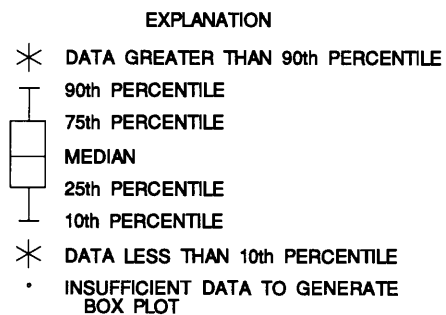 EXPLANATION
DATA GREATER THAN 90th PERCENTILE
90th PERCENTILE
75th PERCENTILE
MEDIAN
25th PERCENTILE
10th PERCENTILE
DATA LESS THAN 10th PERCENTILE
INSUFFICIENT DATA TO GENERATE
BOX PLOT